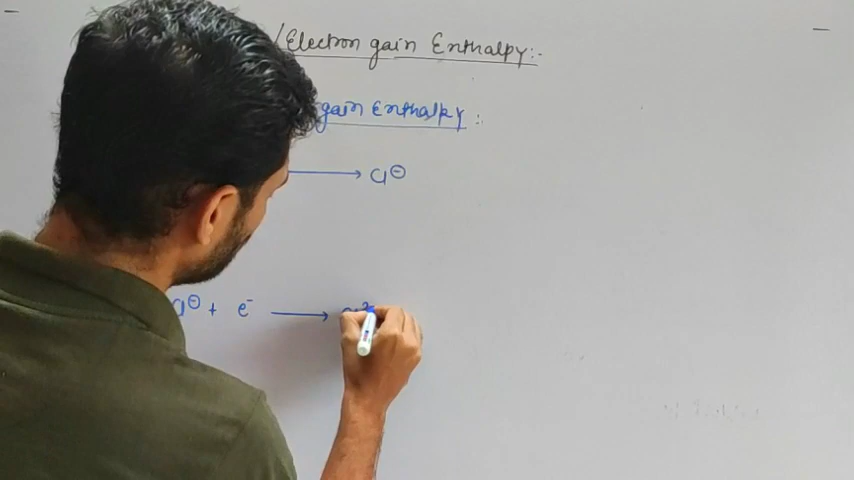 /Electron gain Enthalpy:-
gain Enthalpy :
⟶ Cl⊖
Cl⊖ + e⁻ ⟶